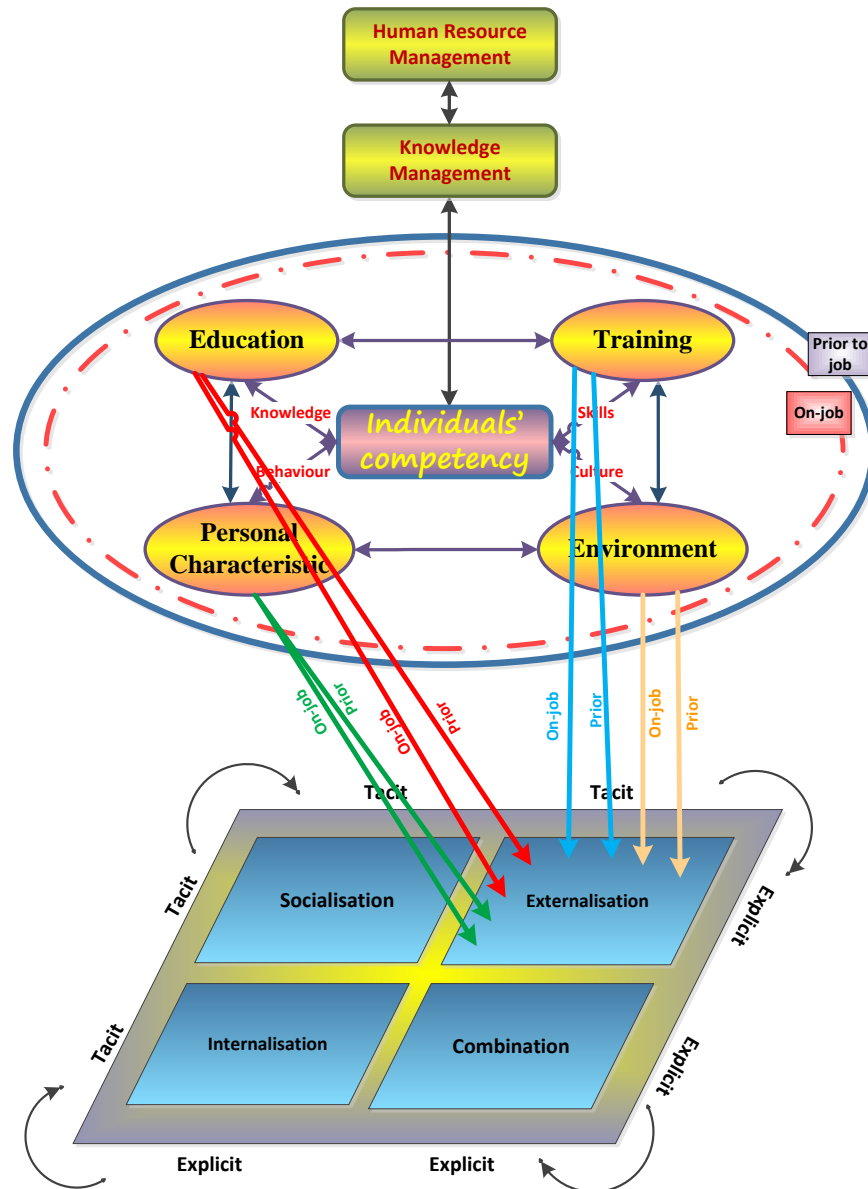 Human Resource
Management
Knowledge
Management
Education
Training
Prior to
job
On-job
Knowledge
Skills
Individuals'
competency
Behaviour
Culture
Personal
Characteristic
Environment
On-job
Prior
On-job
Prior
On-job
Prior
On-job
Prior
Tacit
Tacit
Tacit
Socialisation
Externalisation
Explicit
Tacit
Internalisation
Combination
Explicit
Explicit
Explicit